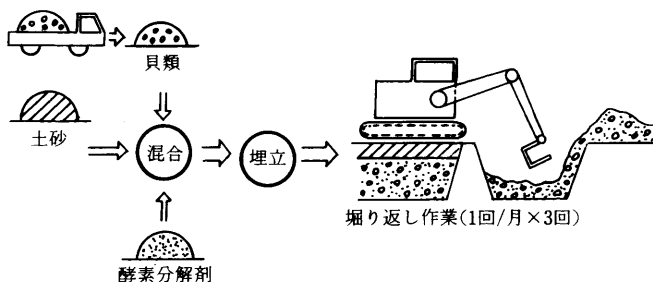 貝類
土砂
混合
埋立
酵素分解剤
堀り返し作業(1回/月×3回)